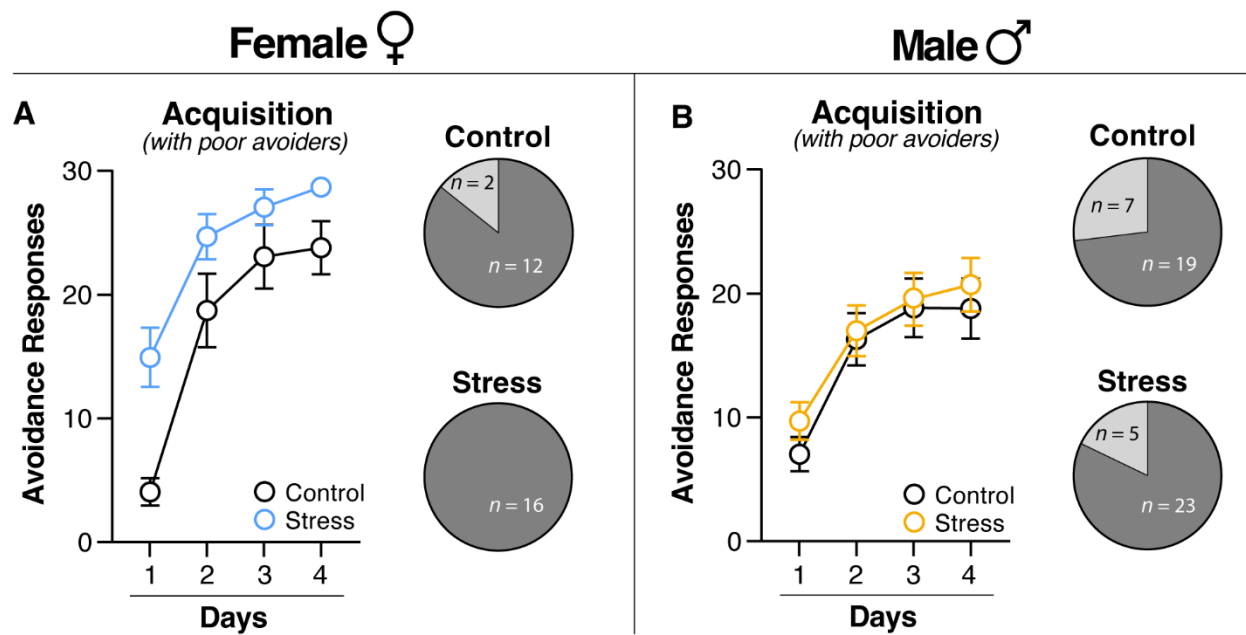 Female ♀
Male ♂
A
Acquisition
(with poor avoiders)
30
20
10
0
Avoidance Responses
1 2 3 4
Days
Control
Stress
Control
n = 2
n = 12
Stress
n = 16
B
Acquisition
(with poor avoiders)
30
20
10
0
Avoidance Responses
1 2 3 4
Days
Control
Stress
Control
n = 7
n = 19
Stress
n = 5
n = 23